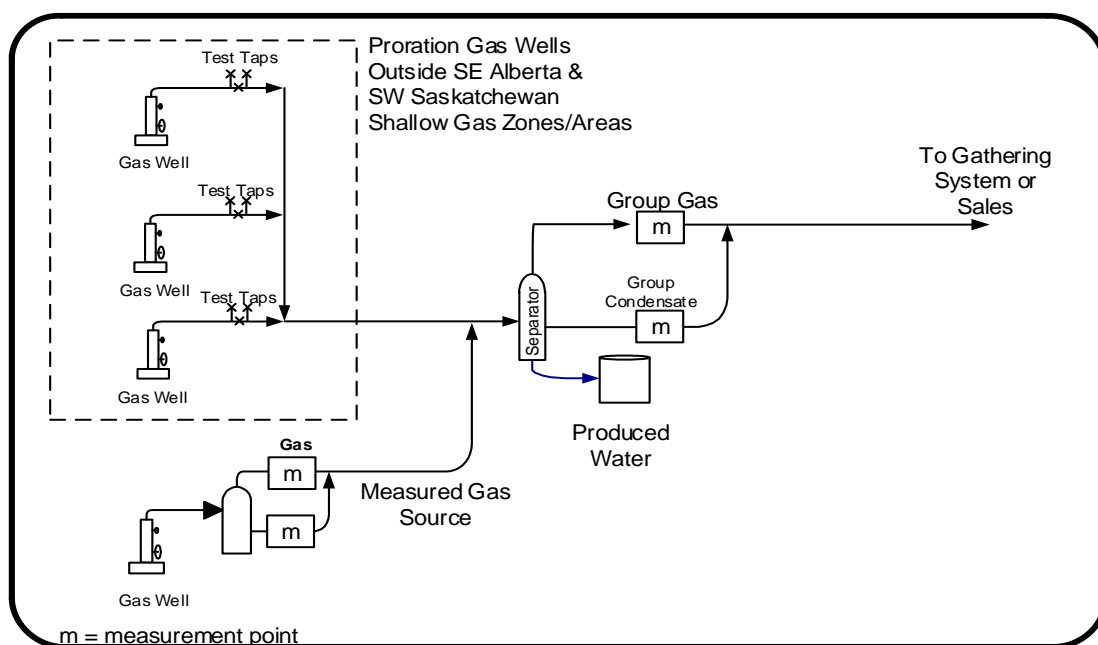 Proration Gas Wells
Outside SE Alberta &
SW Saskatchewan
Shallow Gas Zones/Areas
Test Taps
Gas Well
Test Taps
Gas Well
Test Taps
Gas Well
To Gathering
System or
Sales
Group Gas
m
Group
Condensate
m
Separator
Produced
Water
Gas
m
m
Measured Gas
Source
Gas Well
m = measurement point